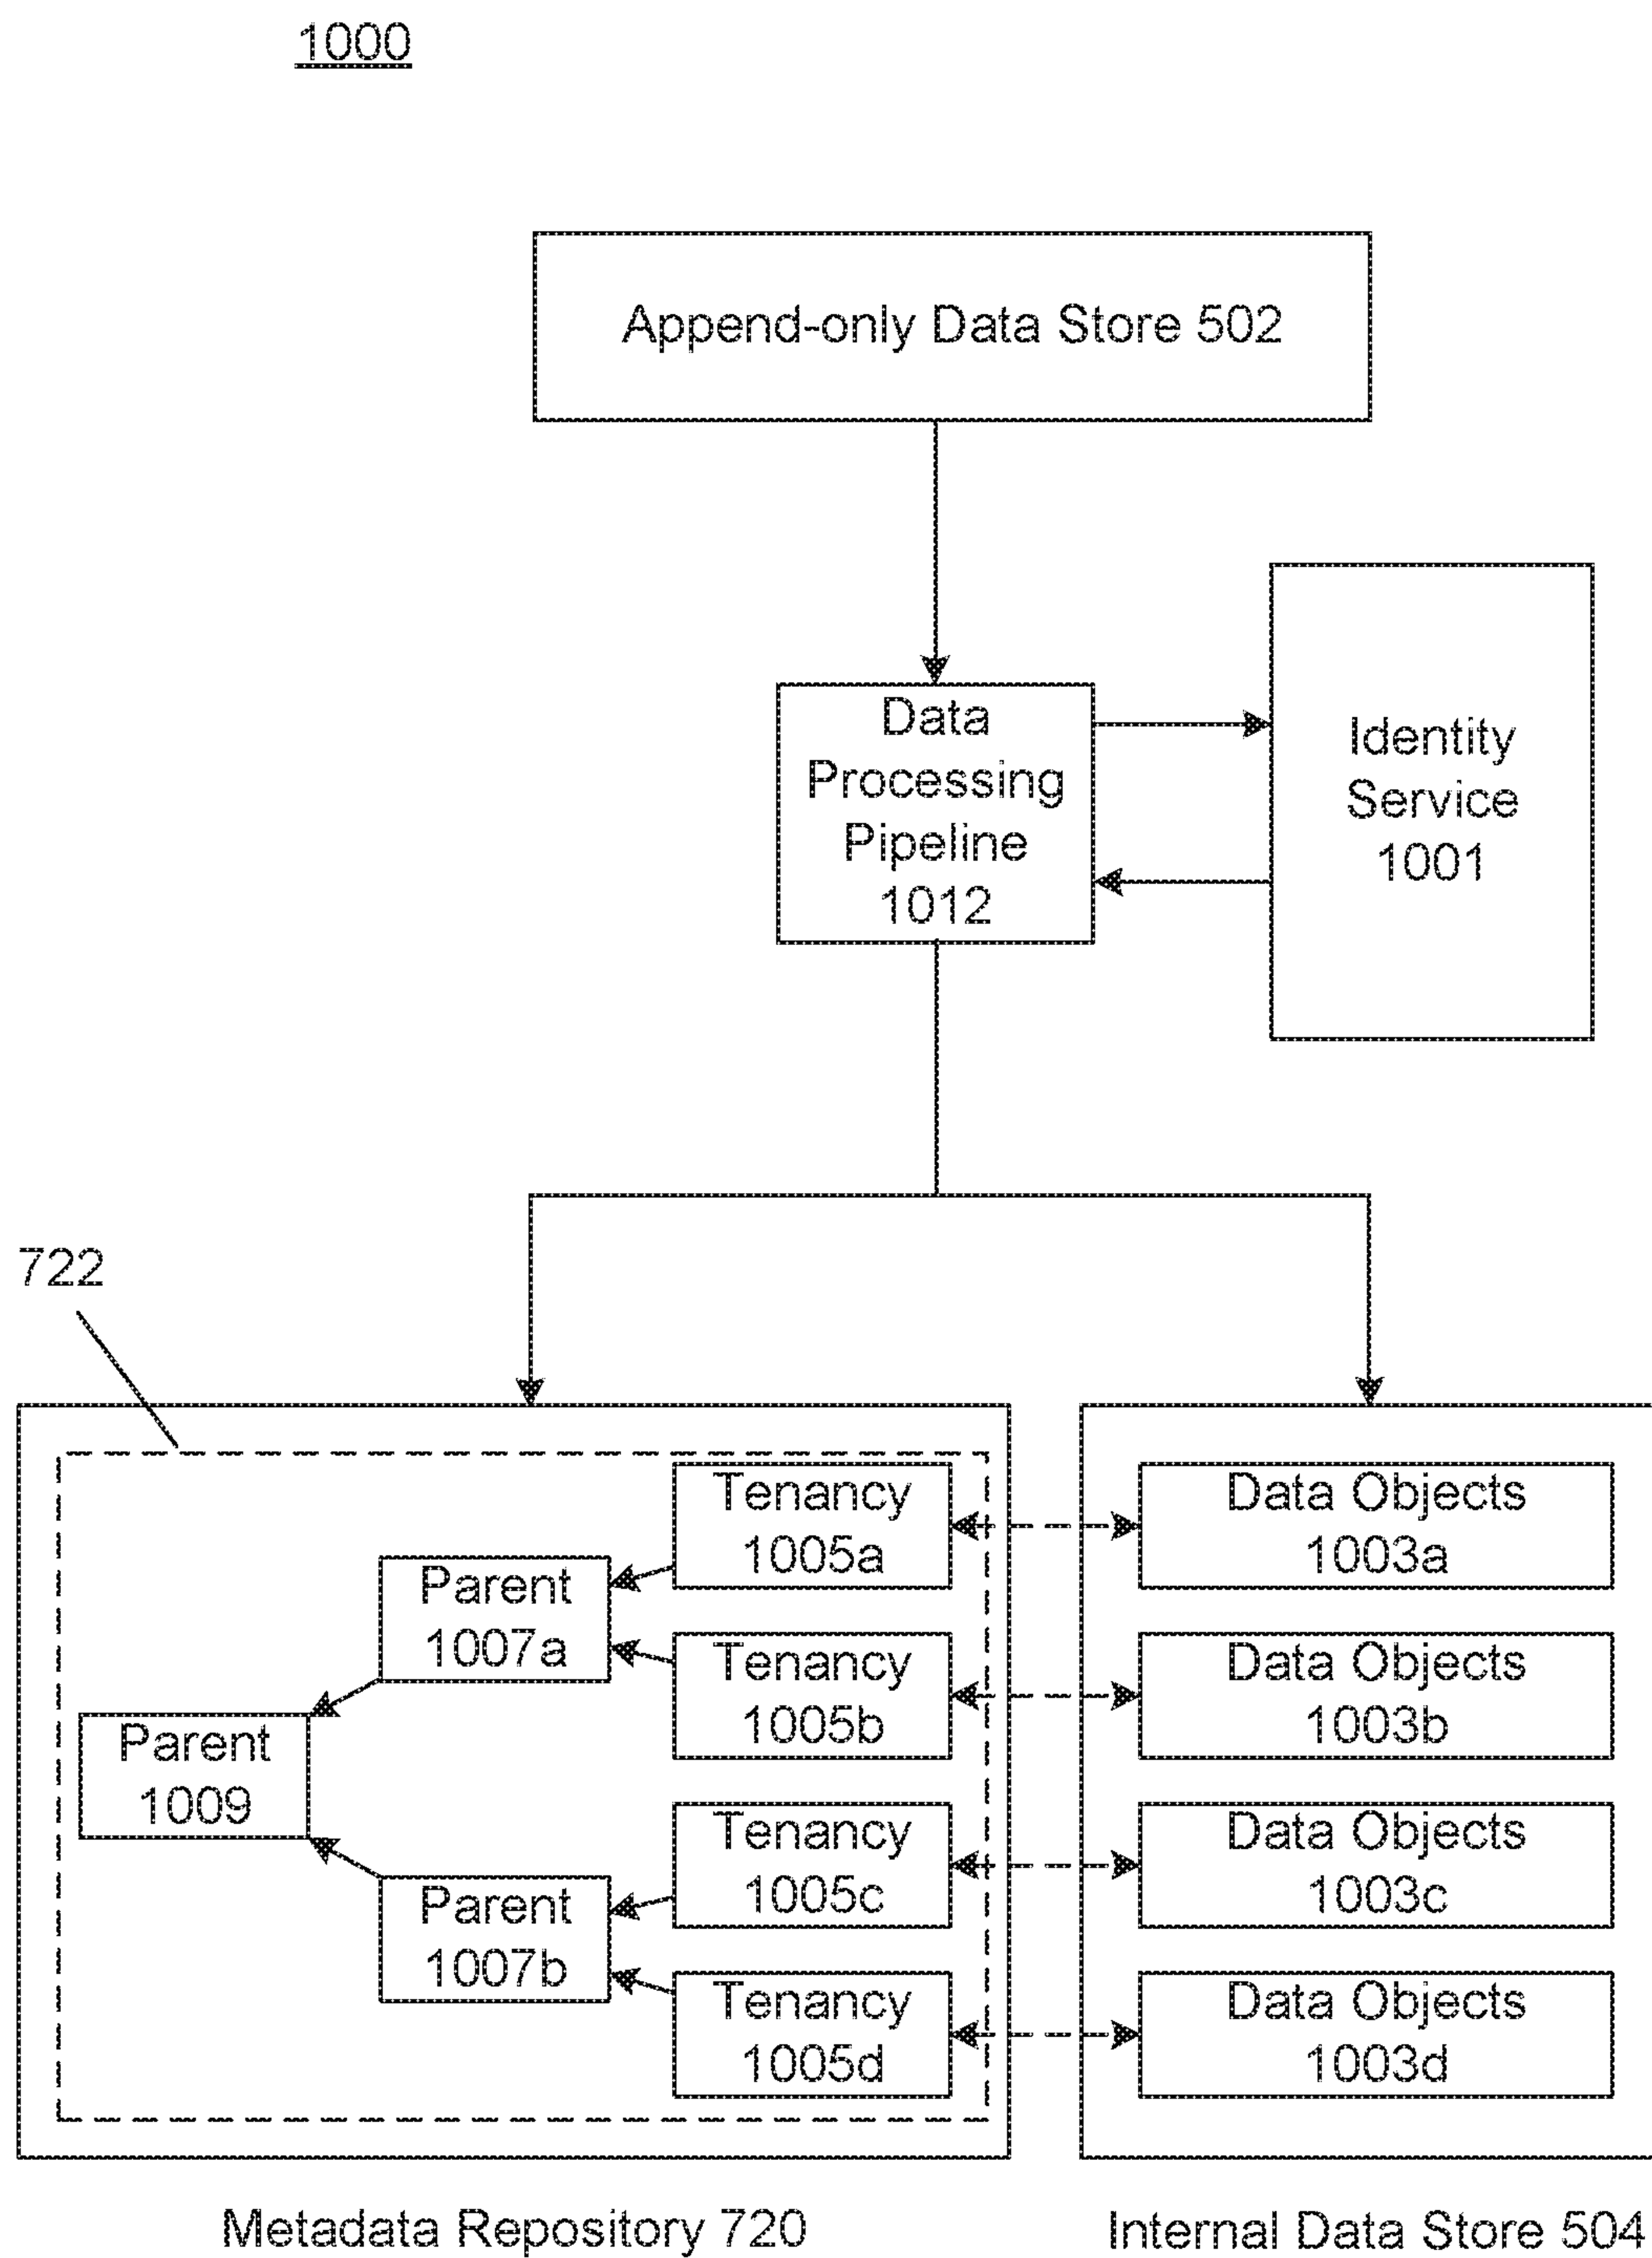 1000
Append-only Data Store 502
Data
Processing
Pipeline
1012
Identity
Service
1001
722
Tenancy
1005a
Data Objects
1003a
Parent
1007a
Tenancy
1005b
Data Objects
1003b
Parent
1009
Tenancy
1005c
Data Objects
1003c
Parent
1007b
Tenancy
1005d
Data Objects
1003d
Metadata Repository 720
Internal Data Store 504